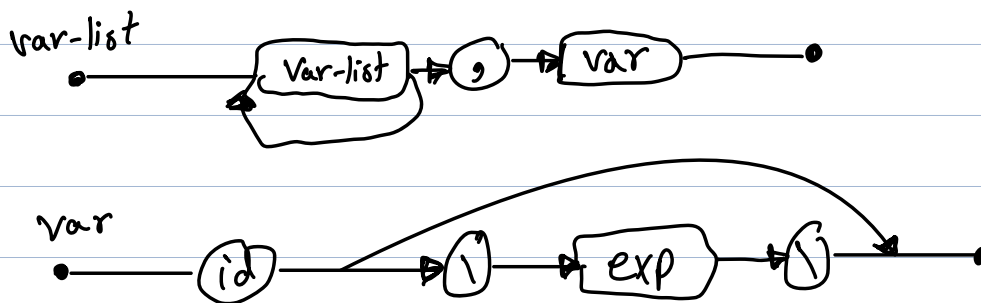 var-list
var-list , var
var
id \ exp \